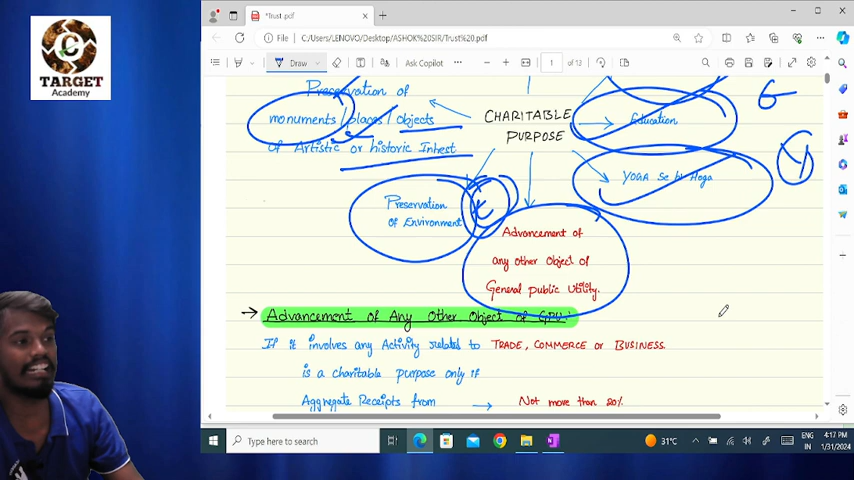 TARGET
Academy
*Trust.pdf
File
C:/Users/LENOVO/Desktop/ASHOK%20SIR/Trust%20.pdf
Draw
Ask Copilot
1
of 13
Preservation of
monuments/places/objects
of Artistic or historic Intrest
CHARITABLE
PURPOSE
Education
YOGA Se hi Hoga
Preservation
of Environment
Advancement of
any other Object of
General public Utility.
→ Advancement of Any Other Object of GPU:
If it involves any Activity related to TRADE, COMMERCE or BUSINESS.
is a charitable purpose only if
Aggregate Receipts from → Not more than 20%
Type here to search
31°C
ENG
IN
4:17 PM
1/31/2024